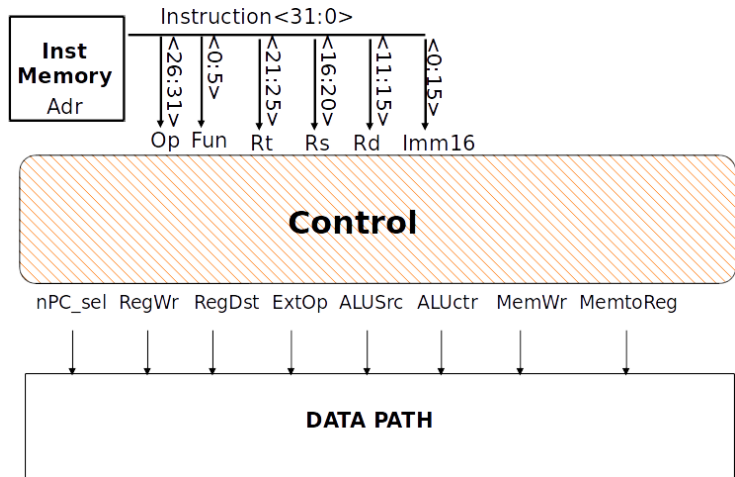 Instruction<31:0>
Inst
Memory
Adr
<26:31>
<0:5>
<21:25>
<16:20>
<11:15>
<0:15>
Op Fun Rt Rs Rd Imm16
Control
nPC_sel RegWr RegDst ExtOp ALUSrc ALUctr MemWr MemtoReg
DATA PATH